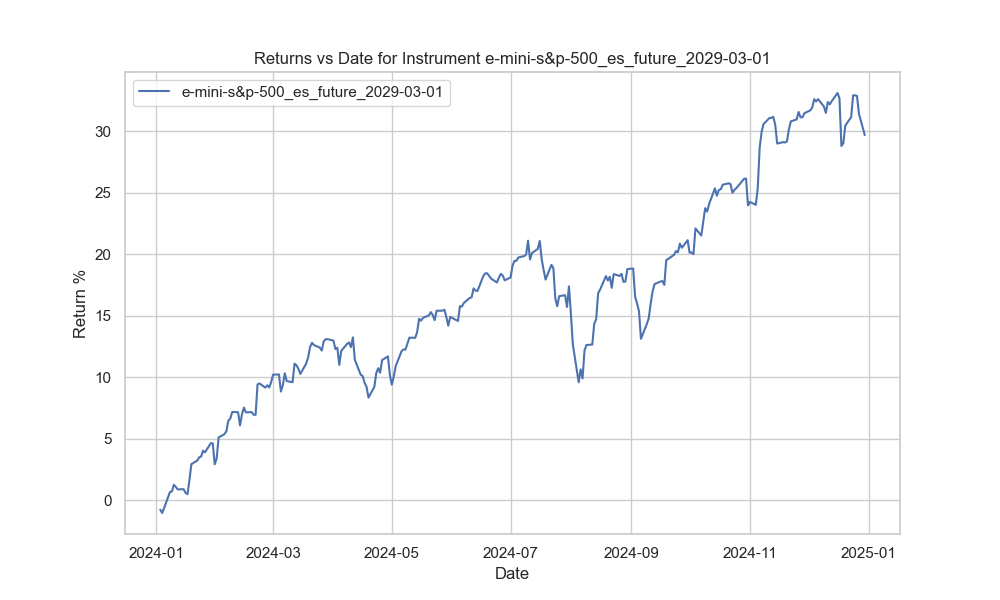 Returns vs Date for Instrument e-mini-s&p-500_es_future_2029-03-01
e-mini-s&p-500_es_future_2029-03-01
Return %
30
25
20
15
10
5
0
2024-01 2024-03 2024-05 2024-07 2024-09 2024-11 2025-01
Date